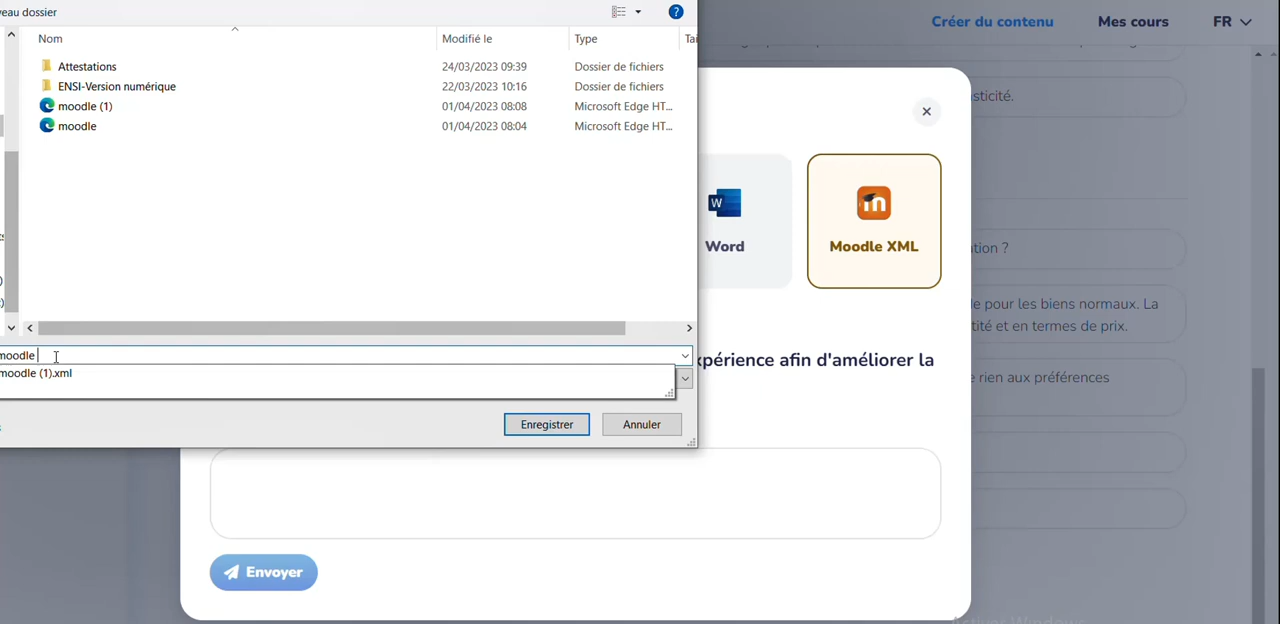 veau dossier
?
Créer du contenu Mes cours FR
Nom Modifié le Type Tai
Attestations 24/03/2023 09:39 Dossier de fichiers
ENSI-Version numérique 22/03/2023 10:16 Dossier de fichiers
moodle (1) 01/04/2023 08:08 Microsoft Edge HT...
moodle 01/04/2023 08:04 Microsoft Edge HT...
sticité.
W
Word
Moodle XML
tion ?
e pour les biens normaux. La
tité et en termes de prix.
moodle
moodle (1).xml
xpérience afin d'améliorer la
e rien aux préférences
Enregistrer Annuler
Envoyer